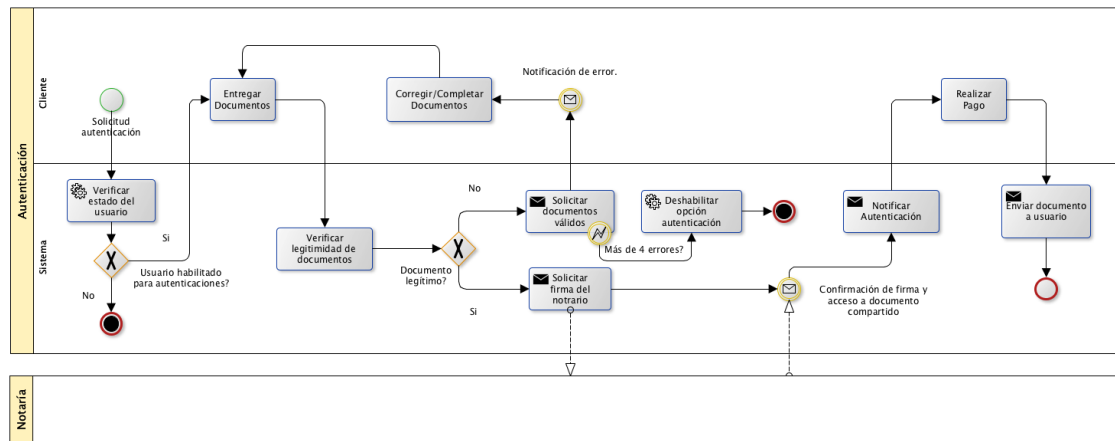 Autenticación
Cliente
Sistema
Solicitud
autenticación
Entregar
Documentos
Corregir/Completar
Documentos
Notificación de error.
Realizar
Pago
Verificar
estado del
usuario
Si
Usuario habilitado
para autenticaciones?
No
Verificar
legitimidad de
documentos
Documento
legítimo?
No
Si
Solicitar
documentos
válidos
Más de 4 errores?
Deshabilitar
opción
autenticación
Solicitar
firma del
notrario
Notificar
Autenticación
Confirmación de firma y
acceso a documento
compartido
Enviar documento
a usuario
Notaría